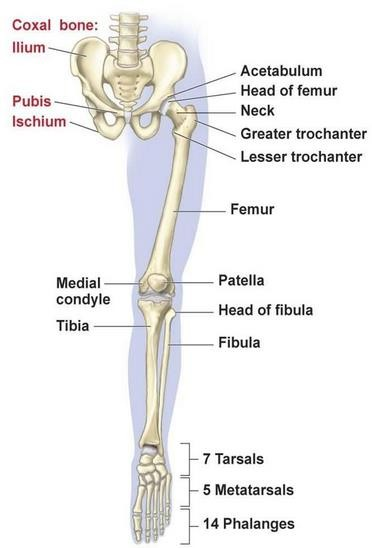 Coxal bone:
Ilium
Pubis
Ischium
Acetabulum
Head of femur
Neck
Greater trochanter
Lesser trochanter
Femur
Medial
condyle
Patella
Tibia
Head of fibula
Fibula
7 Tarsals
5 Metatarsals
14 Phalanges